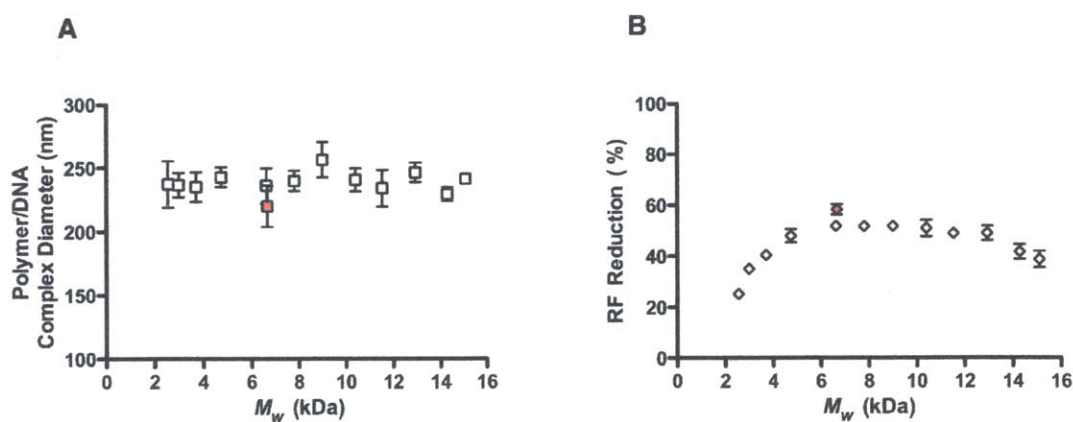 A
Polymer/DNA
Complex Diameter (nm)
300
250
200
150
100
0 2 4 6 8 10 12 14 16
Mw (kDa)
B
RF Reduction ( %)
100
80
60
40
20
0
0 2 4 6 8 10 12 14 16
Mw (kDa)